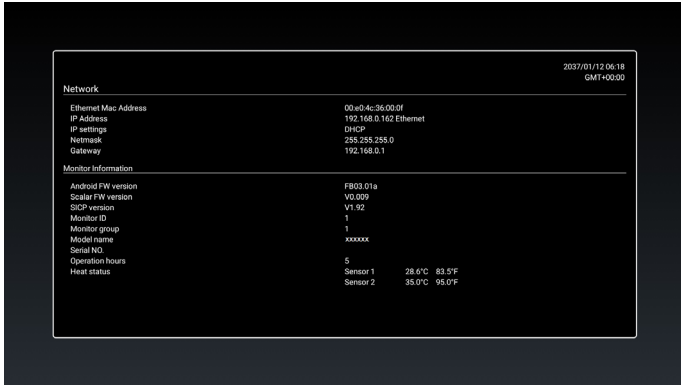 2037/01/12 06:18
GMT+00:00
Network
Ethernet Mac Address 00:e0:4c:36:00:0f
IP Address 192.168.0.162 Ethernet
IP settings DHCP
Netmask 255.255.255.0
Gateway 192.168.0.1
Monitor Information
Android FW version FB03.01a
Scalar FW version V0.009
SICP version V1.92
Monitor ID 1
Monitor group 1
Model name xxxxxx
Serial NO.
Operation hours 5
Heat status Sensor 1 28.6°C 83.5°F
Sensor 2 35.0°C 95.0°F